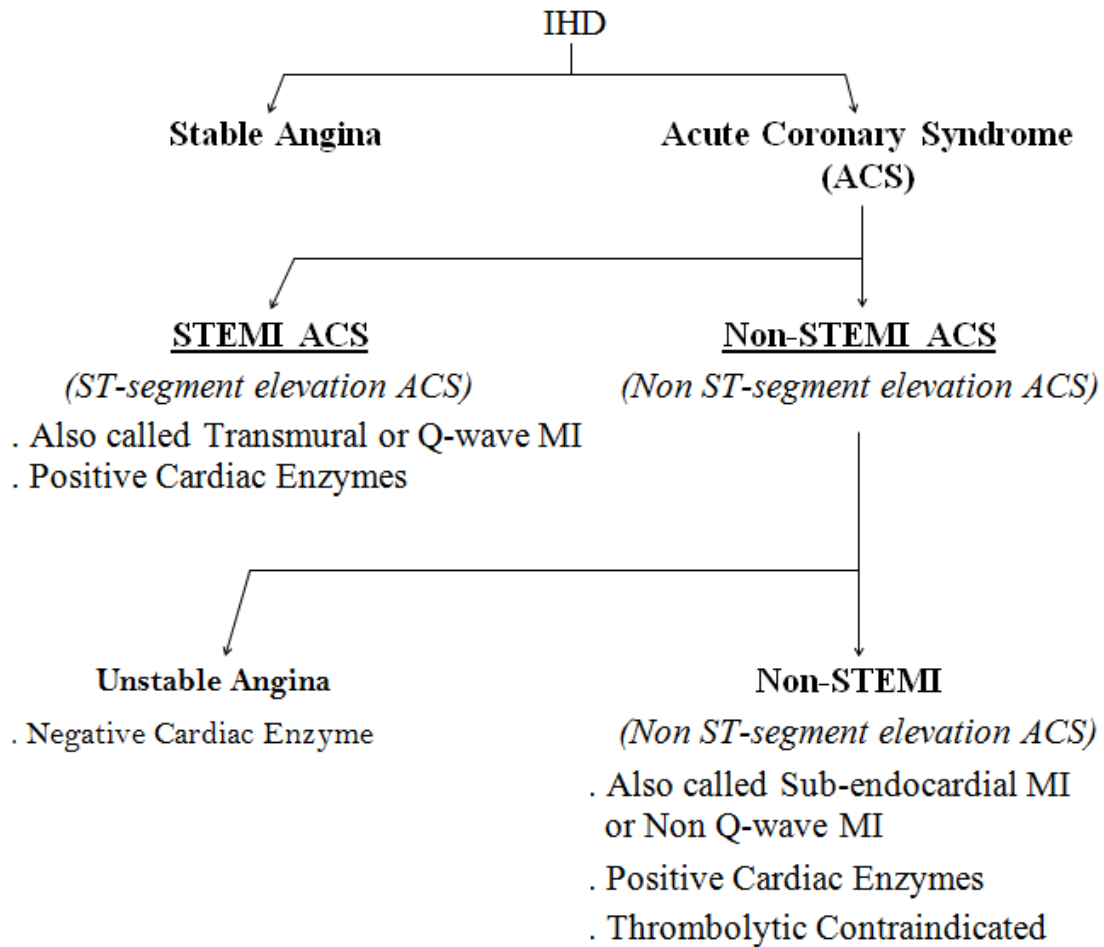 IHD
Stable Angina
Acute Coronary Syndrome
(ACS)
STEMI ACS
Non-STEMI ACS
(ST-segment elevation ACS)
(Non ST-segment elevation ACS)
. Also called Transmural or Q-wave MI
. Positive Cardiac Enzymes
Unstable Angina
. Negative Cardiac Enzyme
Non-STEMI
(Non ST-segment elevation ACS)
. Also called Sub-endocardial MI
or Non Q-wave MI
. Positive Cardiac Enzymes
. Thrombolytic Contraindicated